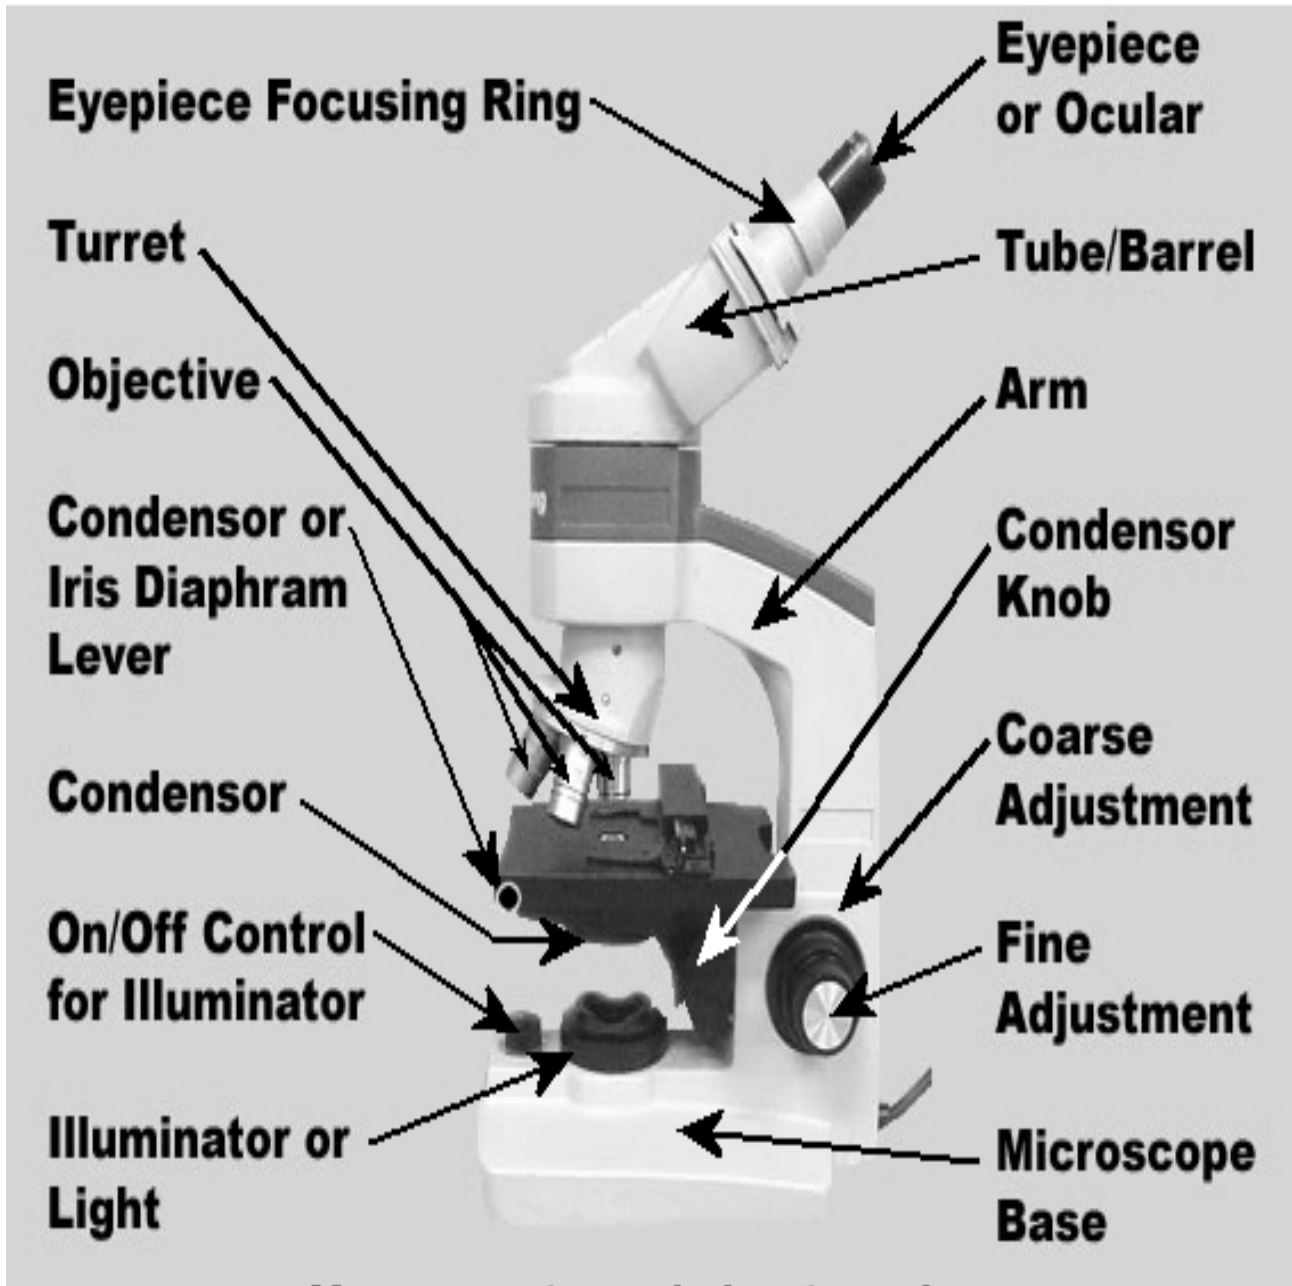 Eyepiece Focusing Ring
Turret
Objective
Condensor or
Iris Diaphram
Lever
Condensor
On/Off Control
for Illuminator
Illuminator or
Light
Eyepiece
or Ocular
Tube/Barrel
Arm
Condensor
Knob
Coarse
Adjustment
Fine
Adjustment
Microscope
Base